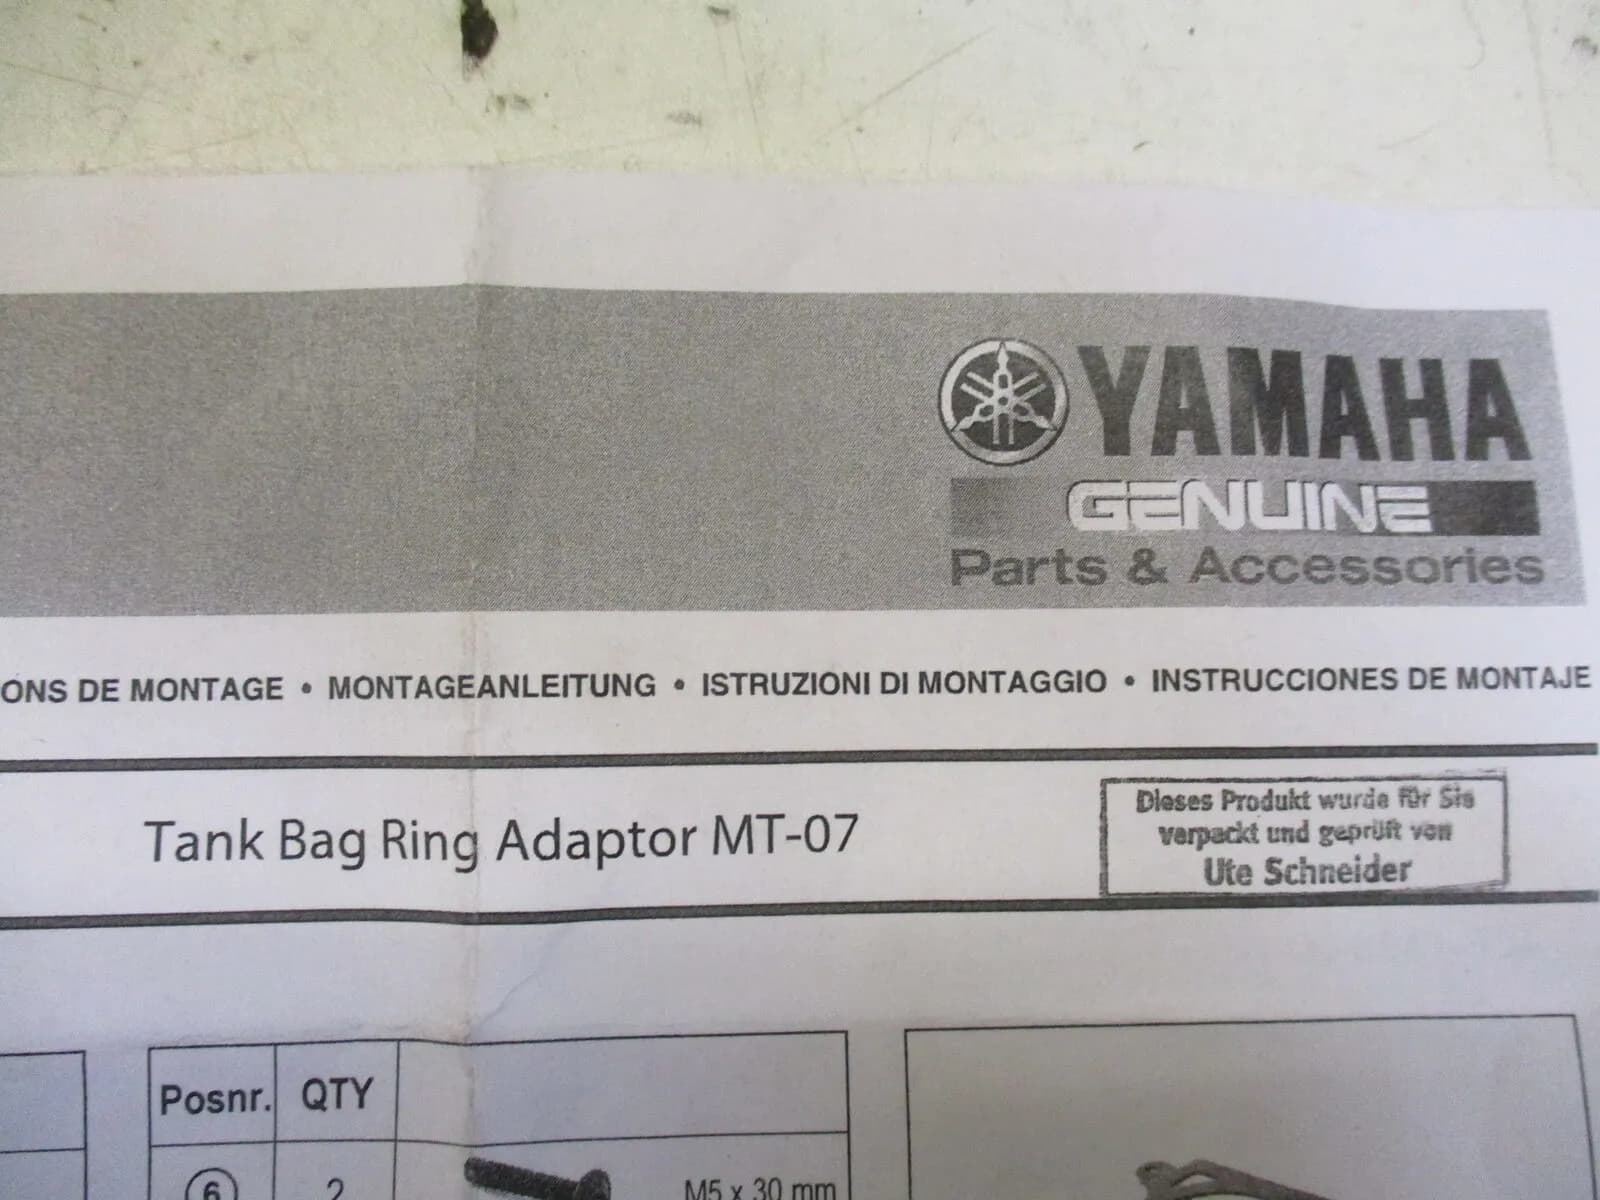 YAMAHA
GENUINE
Parts & Accessories
ONS DE MONTAGE • MONTAGEANLEITUNG • ISTRUZIONI DI MONTAGGIO • INSTRUCCIONES DE MONTAJE
Tank Bag Ring Adaptor MT-07
Dieses Produkt wurde für Sie
verpackt und geprüft von
Ute Schneider
Posnr. QTY
6 2 M5 x 30 mm